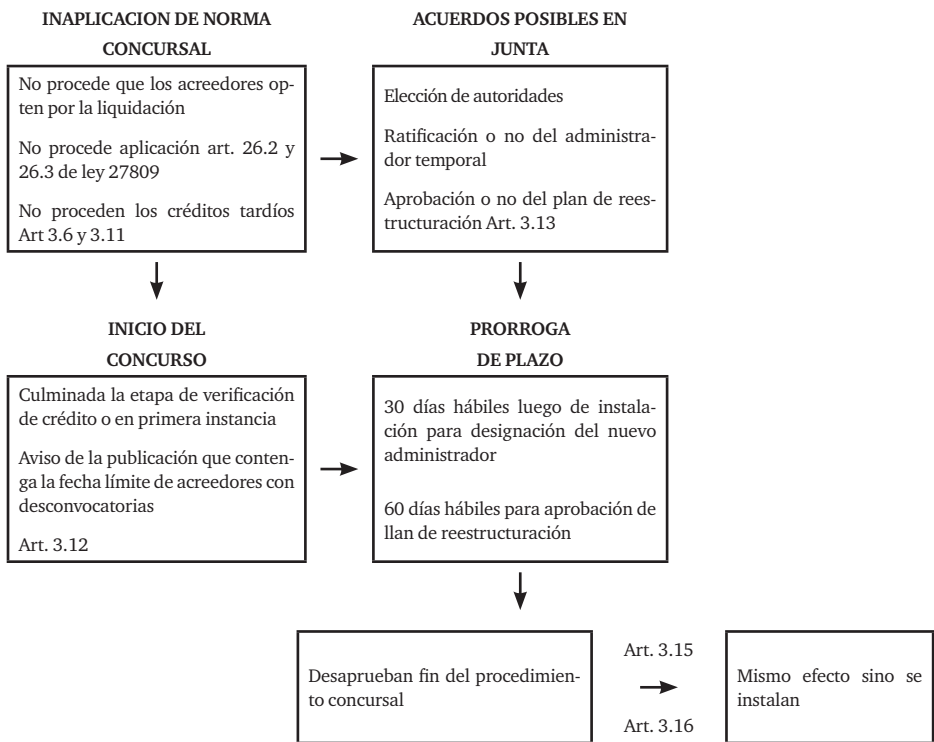 INAPLICACION DE NORMA
CONCURSAL
No procede que los acreedores op-
ten por la liquidación
No procede aplicación art. 26.2 y
26.3 de ley 27809
No proceden los créditos tardíos
Art 3.6 y 3.11
ACUERDOS POSIBLES EN
JUNTA
Elección de autoridades
Ratificación o no del administra-
dor temporal
Aprobación o no del plan de rees-
tructuración Art. 3.13
INICIO DEL
CONCURSO
Culminada la etapa de verificación
de crédito o en primera instancia
Aviso de la publicación que conten-
ga la fecha límite de acreedores con
desconvocatorias
Art. 3.12
PRORROGA
DE PLAZO
30 días hábiles luego de instala-
ción para designación del nuevo
administrador
60 días hábiles para aprobación de
llan de reestructuración
Desaprueban fin del procedimien-
to concursal
Art. 3.15
Art. 3.16
Mismo efecto sino se
instalan